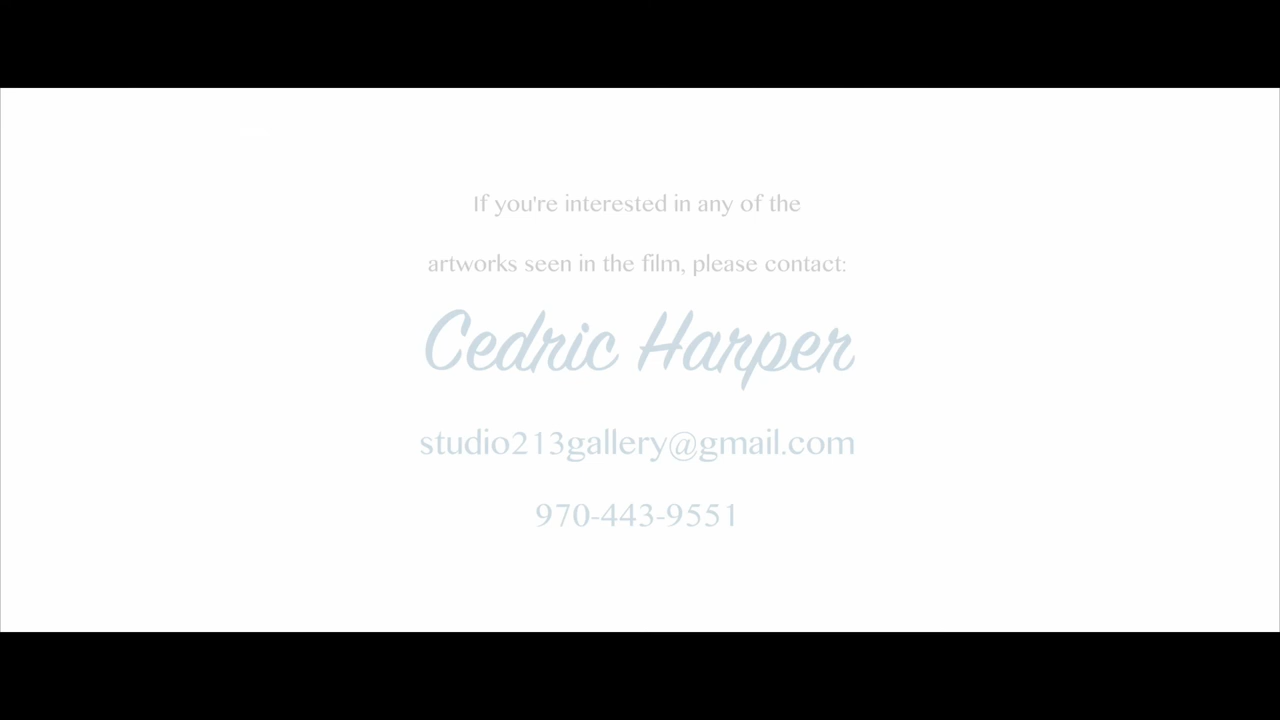 If you're interested in any of the
artworks seen in the film, please contact:
Cedric Harper
studio213gallery@gmail.com
970-443-9551